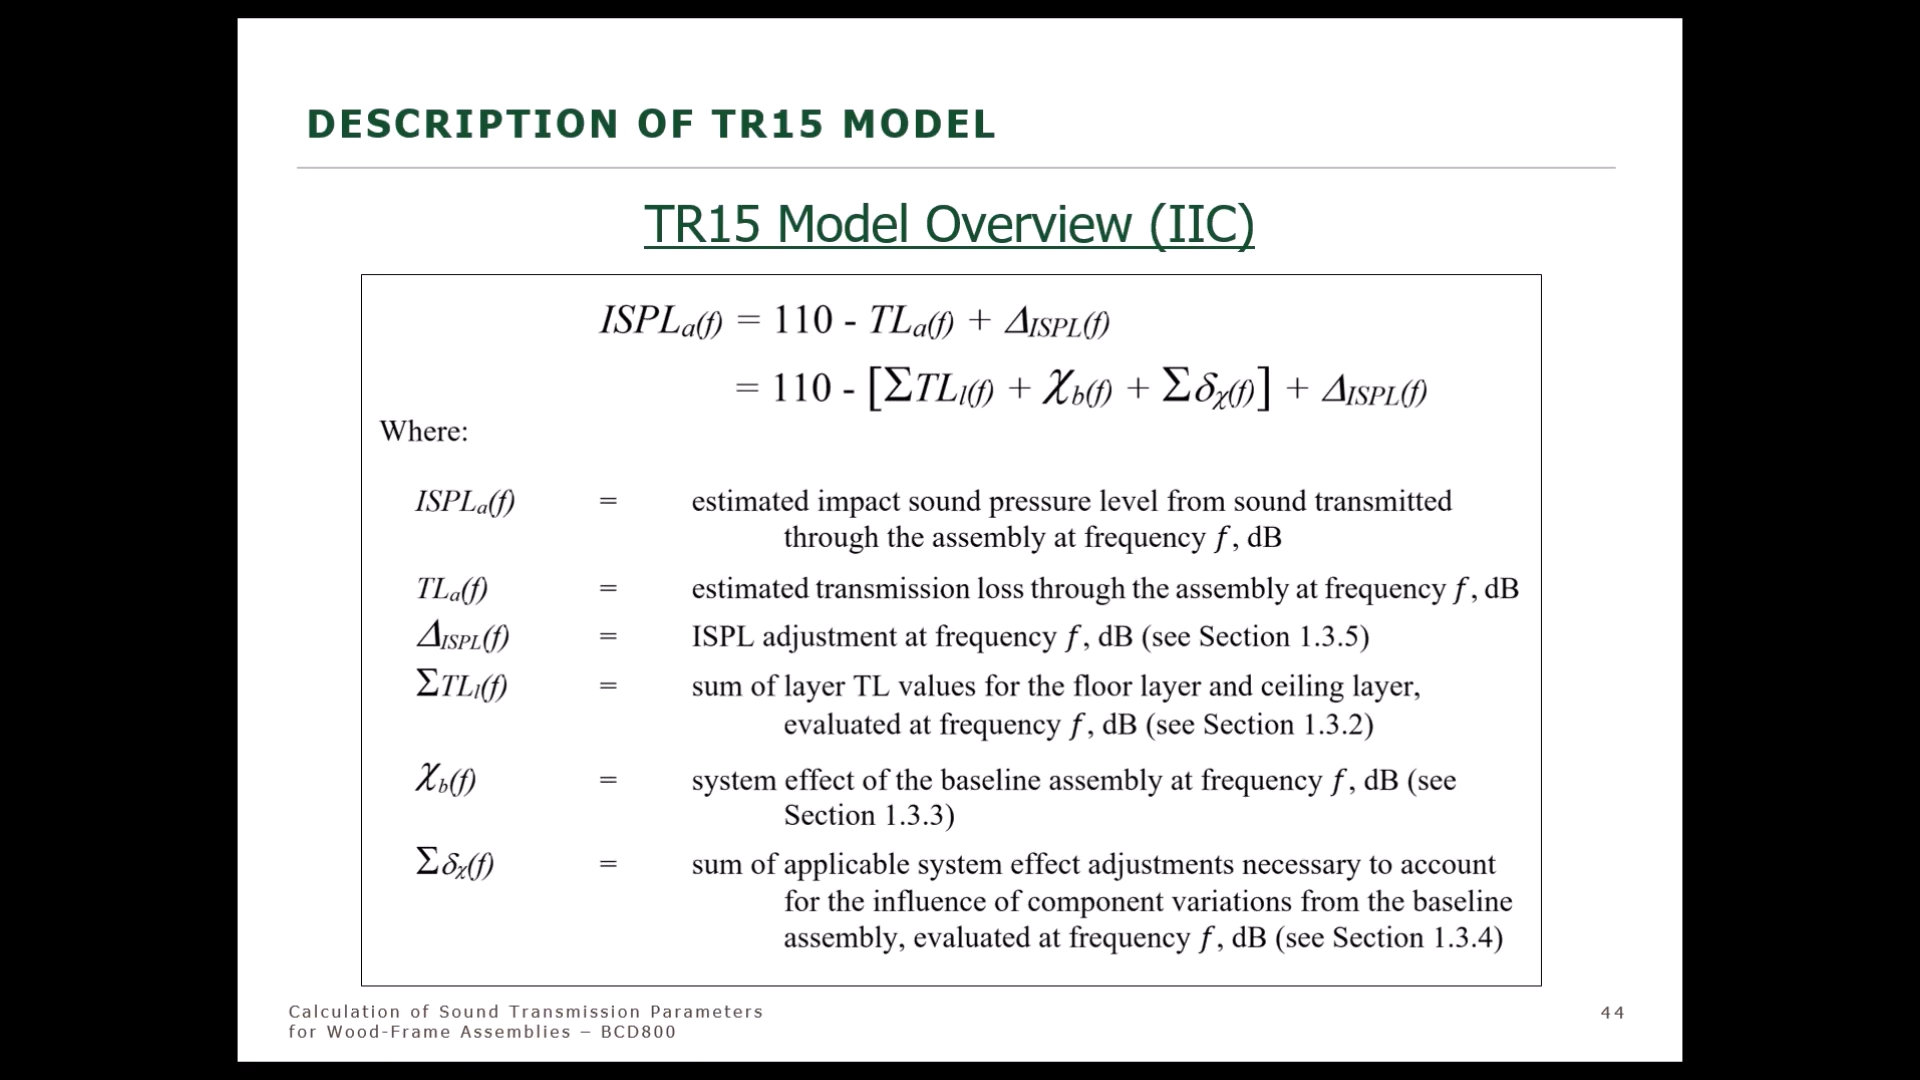 DESCRIPTION OF TR15 MODEL
TR15 Model Overview (IIC)
ISPLa(f) = 110 - TLa(f) + ΔISPL(f)
= 110 - [ΣTLl(f) + χb(f) + Σδχ(f)] + ΔISPL(f)
Where:
ISPLa(f) = estimated impact sound pressure level from sound transmitted
through the assembly at frequency f, dB
TLa(f) = estimated transmission loss through the assembly at frequency f, dB
ΔISPL(f) = ISPL adjustment at frequency f, dB (see Section 1.3.5)
ΣTLl(f) = sum of layer TL values for the floor layer and ceiling layer,
evaluated at frequency f, dB (see Section 1.3.2)
χb(f) = system effect of the baseline assembly at frequency f, dB (see
Section 1.3.3)
Σδχ(f) = sum of applicable system effect adjustments necessary to account
for the influence of component variations from the baseline
assembly, evaluated at frequency f, dB (see Section 1.3.4)
Calculation of Sound Transmission Parameters
for Wood-Frame Assemblies – BCD800
44